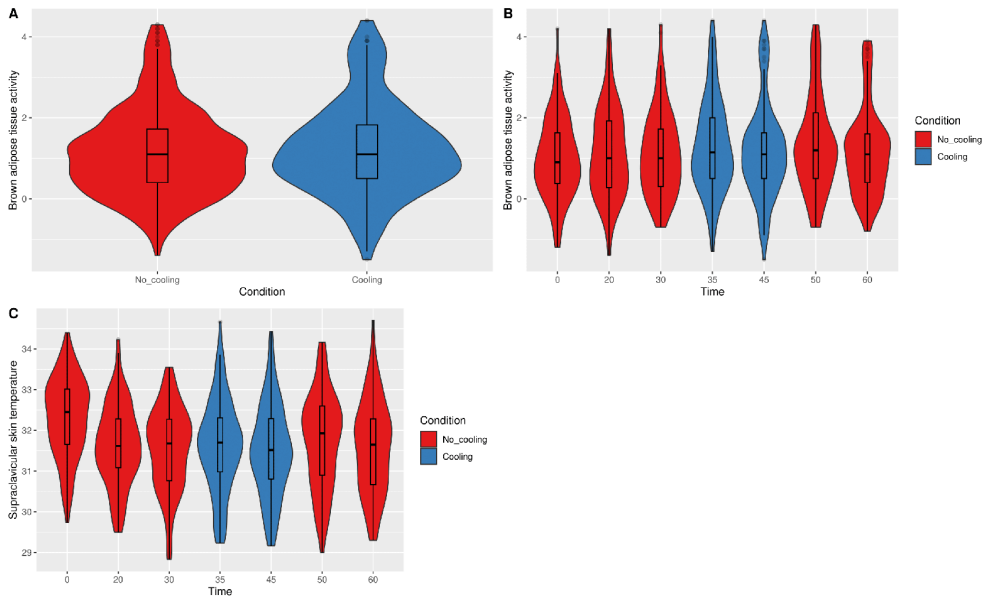 A
Brown adipose tissue activity
4
2
0
No_cooling
Cooling
Condition
B
Brown adipose tissue activity
4
2
0
0
20
30
35
45
50
60
Time
Condition
No_cooling
Cooling
C
Supraclavicular skin temperature
34
33
32
31
30
29
0
20
30
35
45
50
60
Time
Condition
No_cooling
Cooling